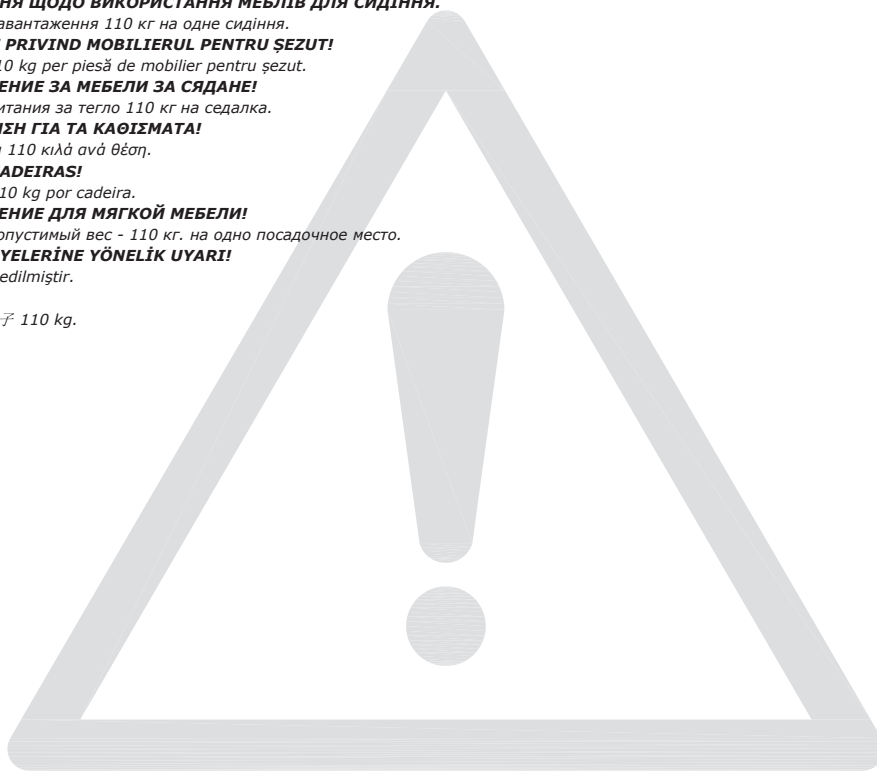 НЯ ЩОДО ВИКОРИСТАННЯ МЕБЛІВ ДЛЯ СИДІННЯ.
авантаження 110 кг на одне сидіння.
PRIVIND MOBILIERUL PENTRU ȘEZUT!
10 kg per piesă de mobilier pentru șezut.
ЕНИЕ ЗА МЕБЕЛИ ЗА СЯДАНЕ!
итания за тегло 110 кг на седалка.
ΣΗ ΓΙΑ ΤΑ ΚΑΘΙΣΜΑΤΑ!
110 κιλά ανά θέση.
ADEIRAS!
10 kg por cadeira.
ЕНИЕ ДЛЯ МЯГКОЙ МЕБЕЛИ!
опустимый вес - 110 кг. на одно посадочное место.
YELERİNE YÖNELİK UYARI!
edilmiştir.
子 110 kg.